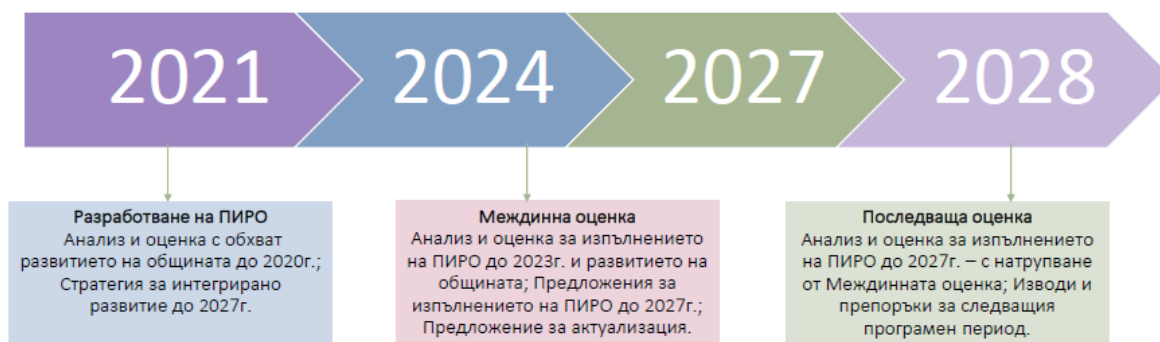 2021
2024
2027
2028
Разработване на ПИРО
Анализ и оценка с обхват
развитието на общината до 2020г.;
Стратегия за интегрирано
развитие до 2027г.
Междинна оценка
Анализ и оценка за изпълнението
на ПИРО до 2023г. и развитието на
общината; Предложения за
изпълнението на ПИРО до 2027г.;
Предложение за актуализация.
Последваща оценка
Анализ и оценка за изпълнението
на ПИРО до 2027г. – с натрупване
от Междинната оценка; Изводи и
препоръки за следващия
програмен период.